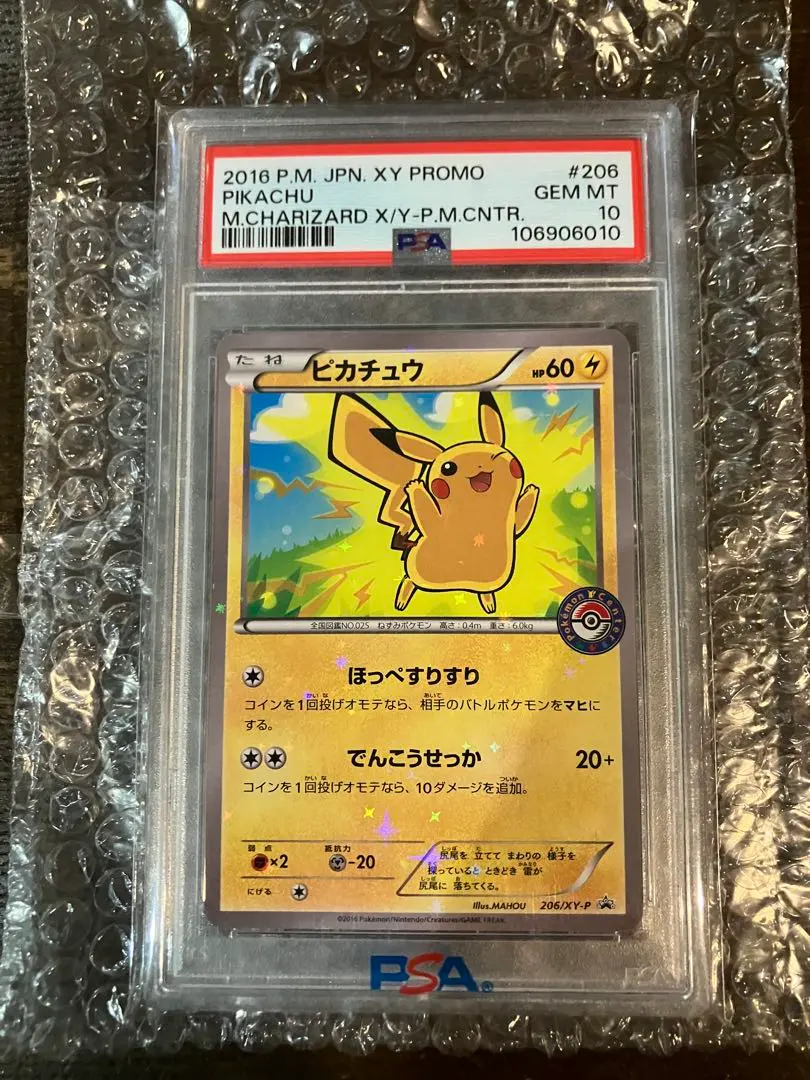 2016 P.M. JPN. XY PROMO #206
PIKACHU GEM MT
M.CHARIZARD X/Y-P.M.CNTR. 10
PSA 106906010
たね ピカチュウ HP60
全国図鑑NO.025 ねずみポケモン 高さ:0.4m 重さ:6.0kg
Pokémon Center
ほっぺすりすり
コインを1回投げオモテなら、相手のバトルポケモンをマヒに
する。
でんこうせっか 20+
コインを1回投げオモテなら、10ダメージを追加。
弱点 抵抗力
×2 -20
にげる
尻尾を 立てて まわりの 様子を
探っていると ときどき 雷が
尻尾に 落ちてくる。
Illus.MAHOU 206/XY-P
©2016 Pokémon/Nintendo/Creatures/GAME FREAK.
PSA